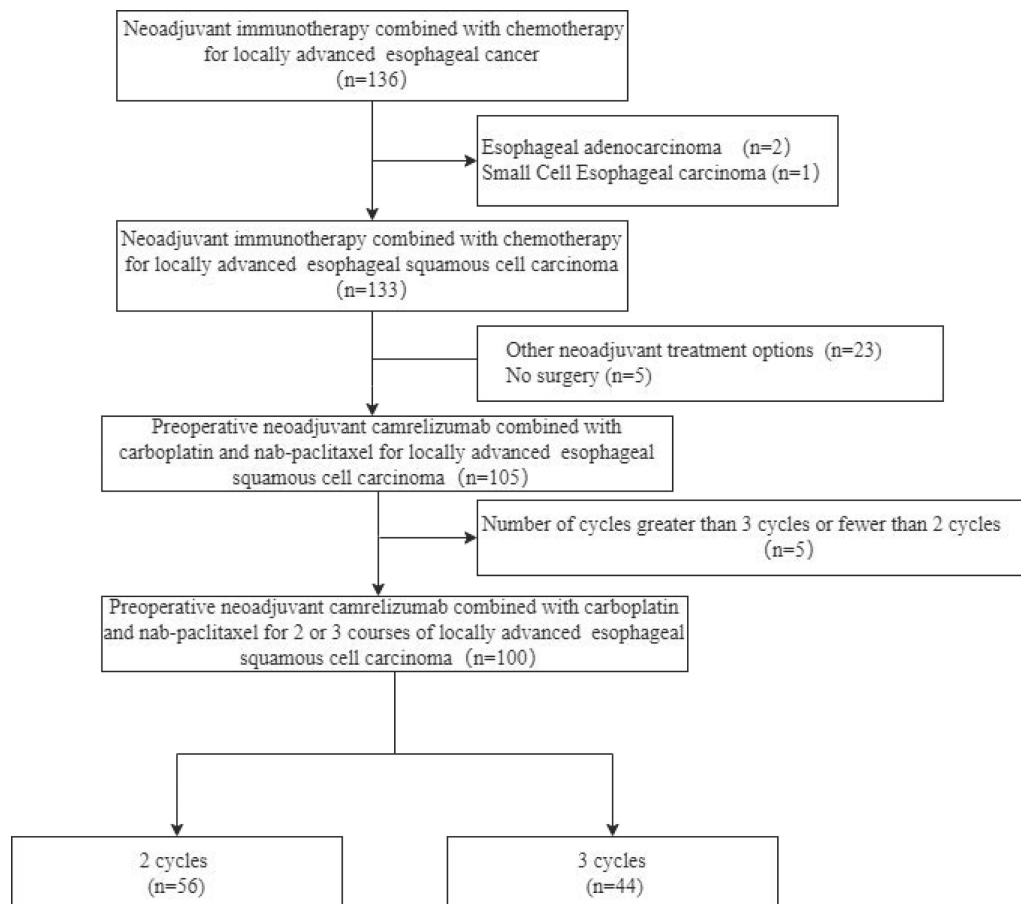 Neoadjuvant immunotherapy combined with chemotherapy
for locally advanced esophageal cancer
(n=136)
Esophageal adenocarcinoma (n=2)
Small Cell Esophageal carcinoma (n=1)
Neoadjuvant immunotherapy combined with chemotherapy
for locally advanced esophageal squamous cell carcinoma
(n=133)
Other neoadjuvant treatment options (n=23)
No surgery (n=5)
Preoperative neoadjuvant camrelizumab combined with
carboplatin and nab-paclitaxel for locally advanced esophageal
squamous cell carcinoma (n=105)
Number of cycles greater than 3 cycles or fewer than 2 cycles
(n=5)
Preoperative neoadjuvant camrelizumab combined with carboplatin
and nab-paclitaxel for 2 or 3 courses of locally advanced esophageal
squamous cell carcinoma (n=100)
2 cycles
(n=56)
3 cycles
(n=44)